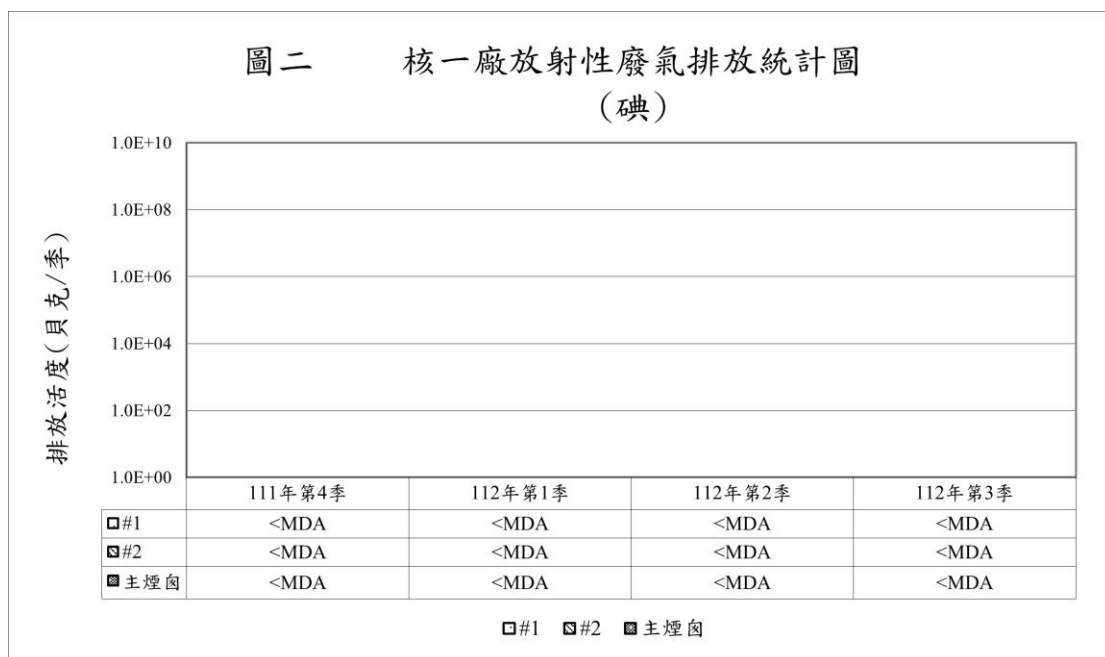 圖二 核一廠放射性廢氣排放統計圖
(碘)
排放活度(貝克/季)
1.0E+10
1.0E+08
1.0E+06
1.0E+04
1.0E+02
1.0E+00
111年第4季 112年第1季 112年第2季 112年第3季
#1 <MDA <MDA <MDA <MDA
#2 <MDA <MDA <MDA <MDA
主煙囪 <MDA <MDA <MDA <MDA
#1 #2 主煙囪